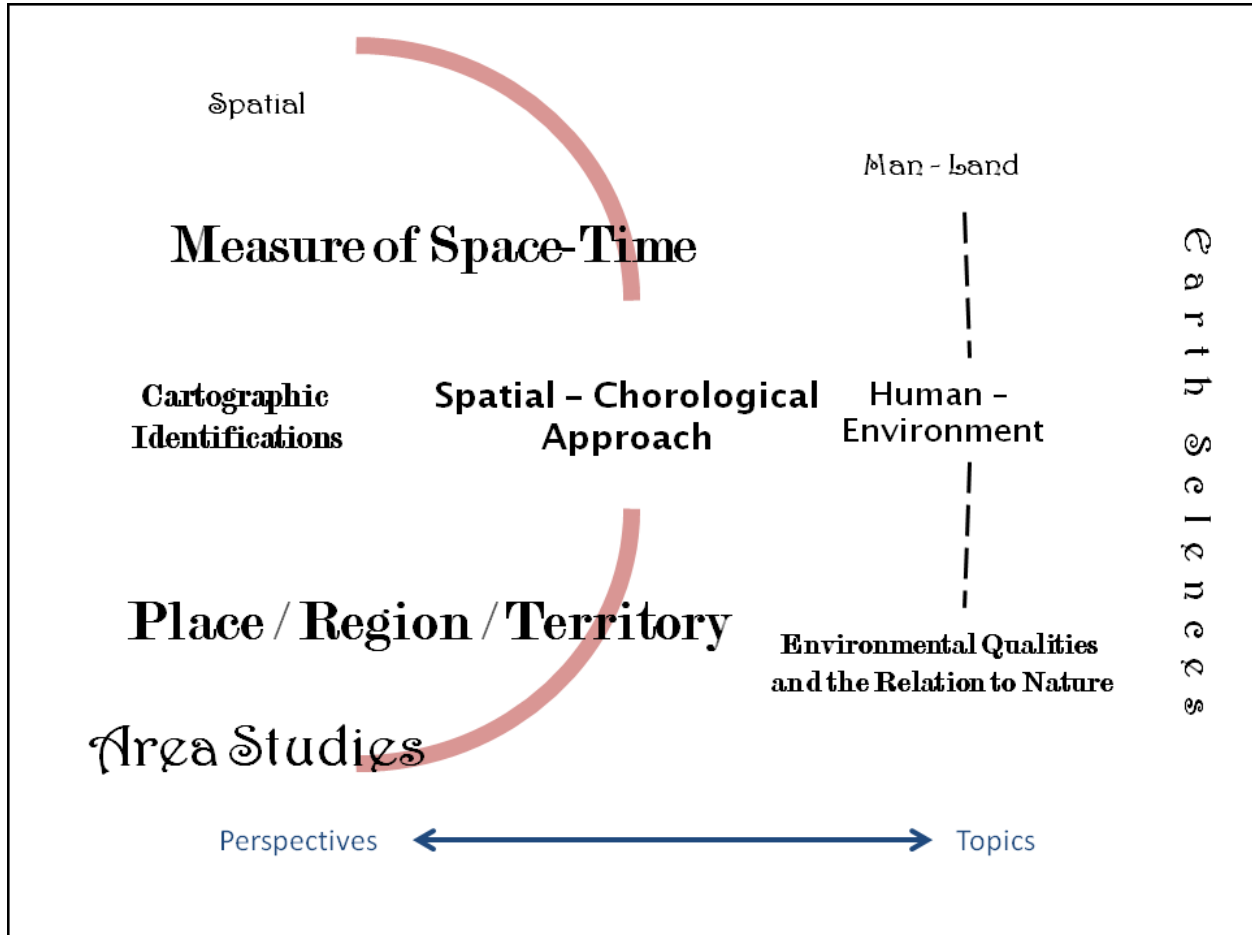 Spatial
Man - Land
Measure of Space-Time
Cartographic
Identifications
Spatial – Chorological
Approach
Human –
Environment
Earth Sciences
Place / Region / Territory
Environmental Qualities
and the Relation to Nature
Area Studies
Perspectives
Topics